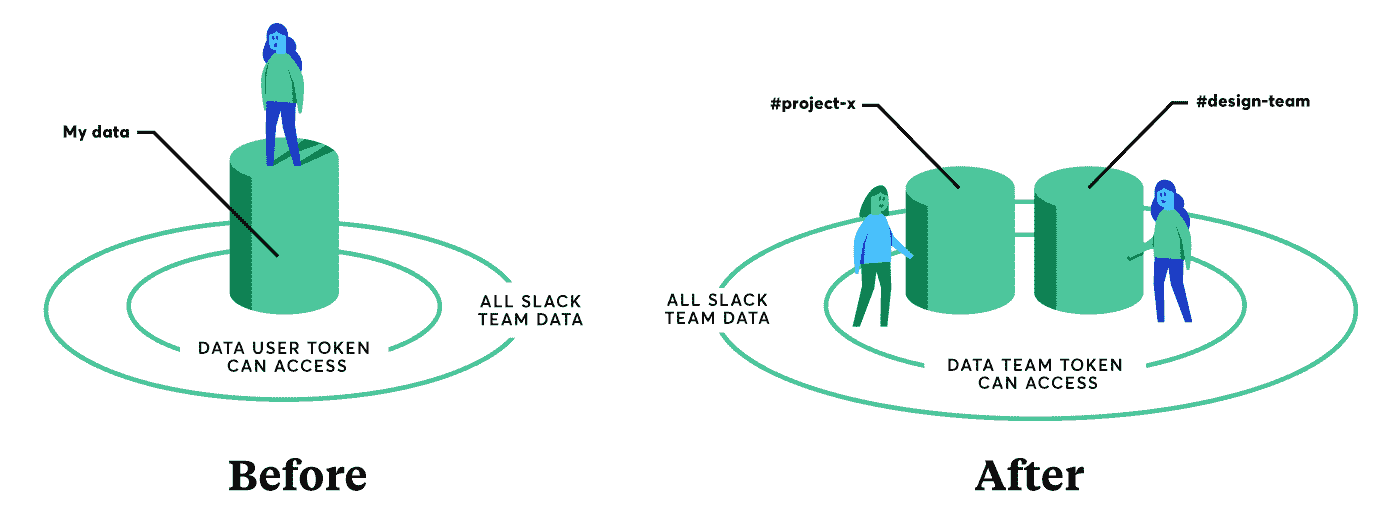 My data
ALL SLACK
TEAM DATA
DATA USER TOKEN
CAN ACCESS
Before
#project-x
#design-team
ALL SLACK
TEAM DATA
DATA TEAM TOKEN
CAN ACCESS
After